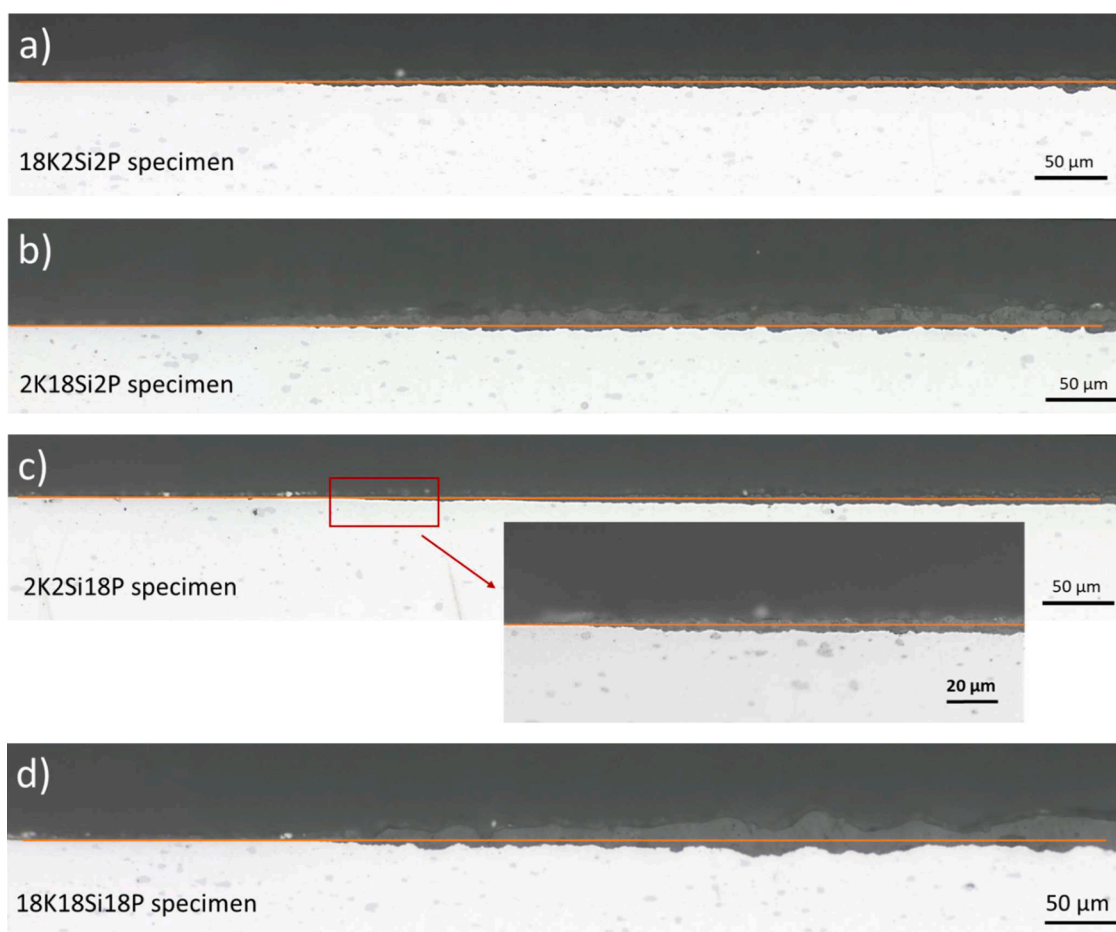 a)
18K2Si2P specimen
50 µm
b)
2K18Si2P specimen
50 µm
c)
2K2Si18P specimen
50 µm
20 µm
d)
18K18Si18P specimen
50 µm